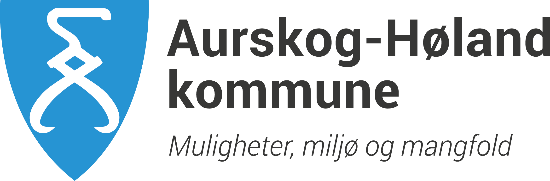 Aurskog-Høland
kommune
Muligheter, miljø og mangfold